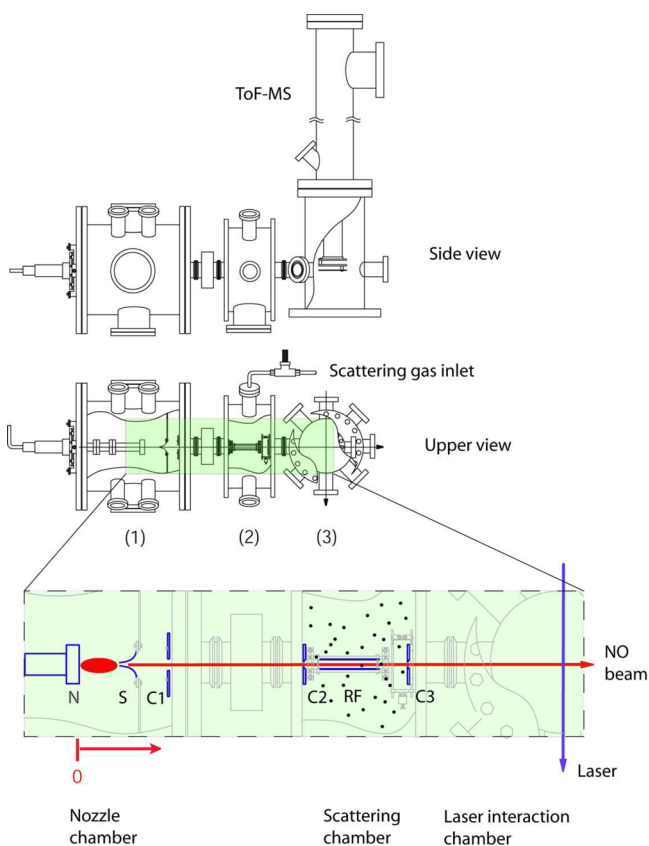 ToF-MS
Side view
Scattering gas inlet
Upper view
(1)
(2)
(3)
NO
beam
N
S
C1
C2
RF
C3
0
Laser
Nozzle
chamber
Scattering
chamber
Laser interaction
chamber